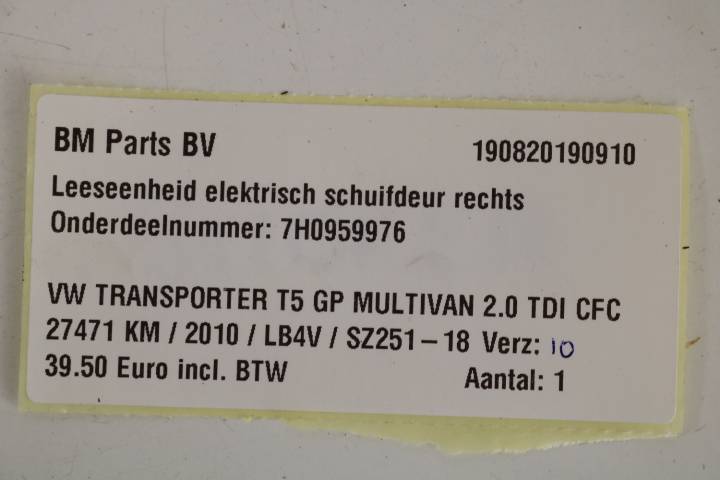 BM Parts BV 190820190910
Leeseenheid elektrisch schuifdeur rechts
Onderdeelnummer: 7H0959976
VW TRANSPORTER T5 GP MULTIVAN 2.0 TDI CFC
27471 KM / 2010 / LB4V / SZ251-18 Verz: 10
39.50 Euro incl. BTW Aantal: 1